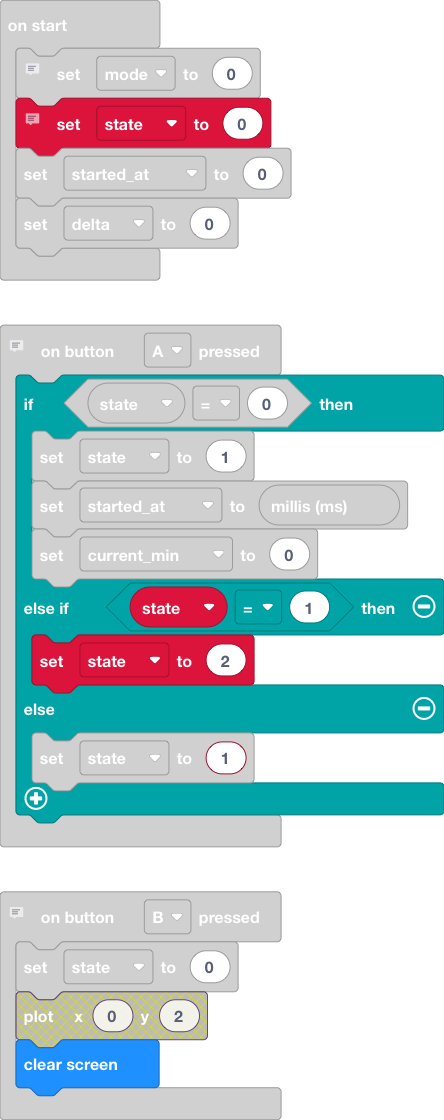 on start
set mode to 0
set state to 0
set started_at to 0
set delta to 0
on button A pressed
if state = 0 then
set state to 1
set started_at to millis (ms)
set current_min to 0
else if state = 1 then
set state to 2
else
set state to 1
on button B pressed
set state to 0
plot x 0 y 2
clear screen